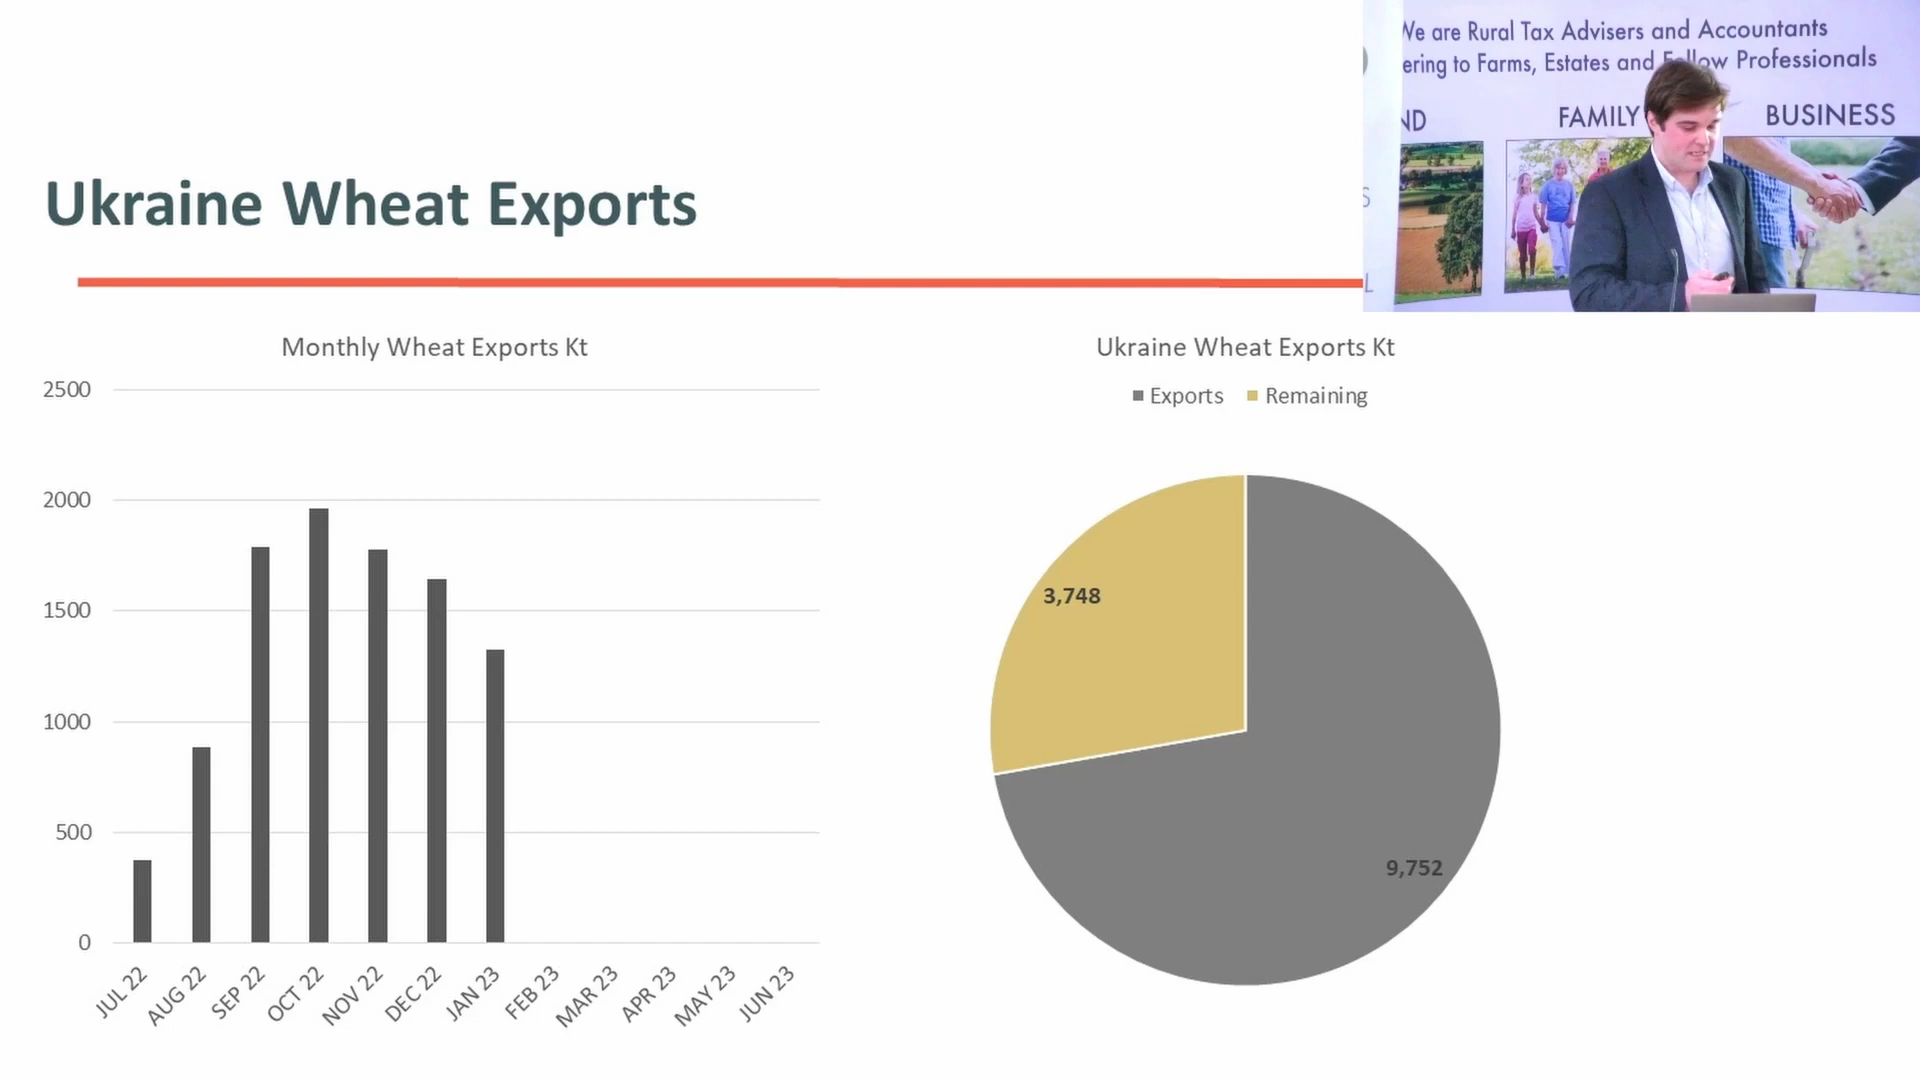 We are Rural Tax Advisers and Accountants
ering to Farms, Estates and Fellow Professionals
ND FAMILY BUSINESS
Ukraine Wheat Exports
Monthly Wheat Exports Kt
2500
2000
1500
1000
500
0
JUL 22 AUG 22 SEP 22 OCT 22 NOV 22 DEC 22 JAN 23 FEB 23 MAR 23 APR 23 MAY 23 JUN 23
Ukraine Wheat Exports Kt
Exports Remaining
3,748
9,752